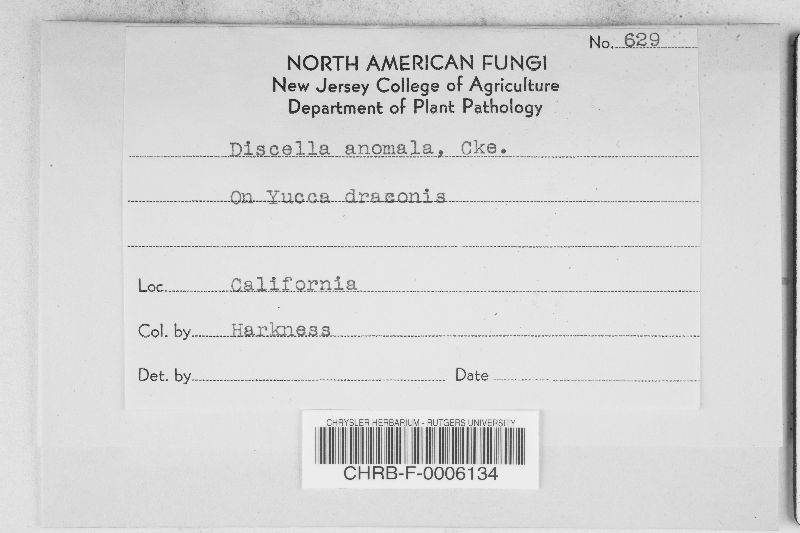 No. 629
NORTH AMERICAN FUNGI
New Jersey College of Agriculture
Department of Plant Pathology
Discella anomala, Cke.
On Yucca draconis
Loc. California
Col. by Harkness
Det. by Date
CHRYSLER HERBARIUM - RUTGERS UNIVERSITY
CHRB-F-0006134